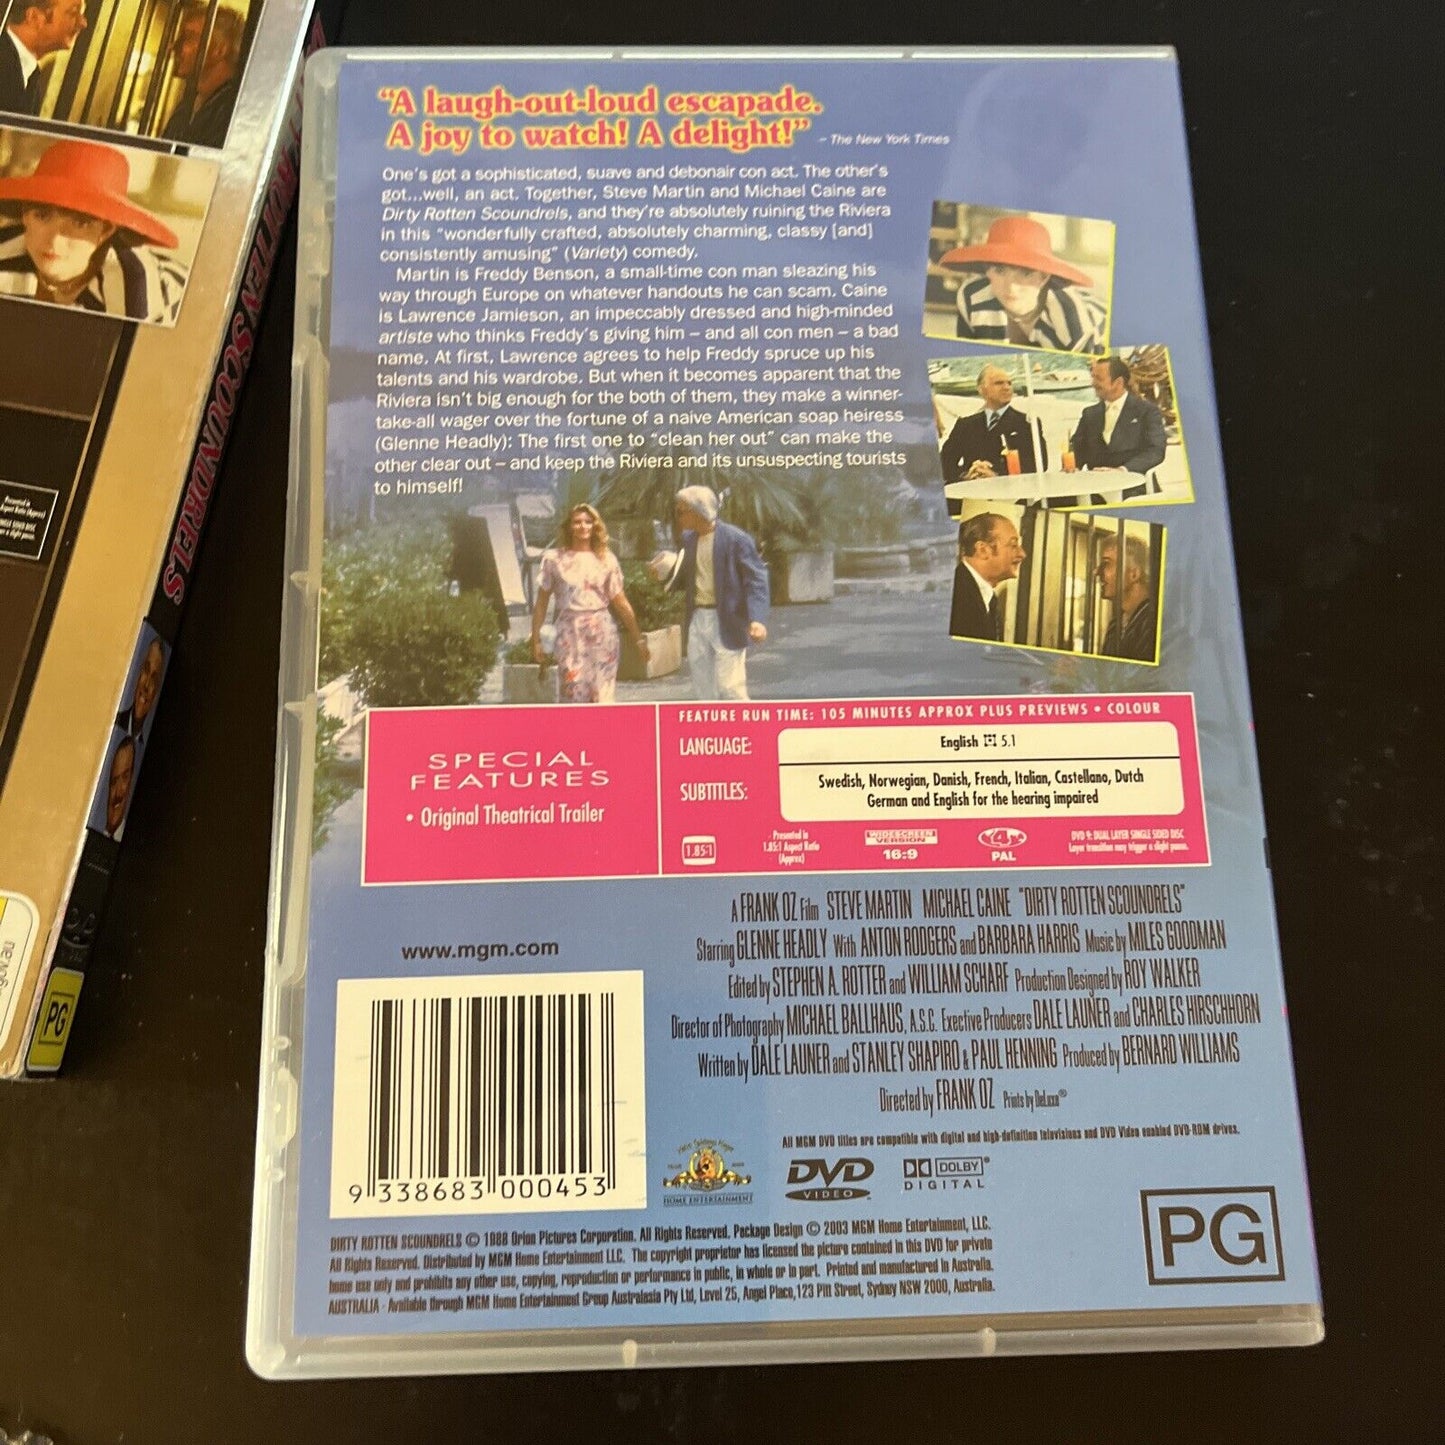 "A laugh-out-loud escapade.
A joy to watch! A delight!" – The New York Times
One's got a sophisticated, suave and debonair con act. The other's
got...well, an act. Together, Steve Martin and Michael Caine are
Dirty Rotten Scoundrels, and they're absolutely ruining the Riviera
in this "wonderfully crafted, absolutely charming, classy [and]
consistently amusing" (Variety) comedy.
Martin is Freddy Benson, a small-time con man sleazing his
way through Europe on whatever handouts he can scam. Caine
is Lawrence Jamieson, an impeccably dressed and high-minded
artiste who thinks Freddy's giving him – and all con men – a bad
name. At first, Lawrence agrees to help Freddy spruce up his
talents and his wardrobe. But when it becomes apparent that the
Riviera isn't big enough for the both of them, they make a winner-
take-all wager over the fortune of a naive American soap heiress
(Glenne Headly): The first one to "clean her out" can make the
other clear out – and keep the Riviera and its unsuspecting tourists
to himself!
SPECIAL
FEATURES
• Original Theatrical Trailer
FEATURE RUN TIME: 105 MINUTES APPROX PLUS PREVIEWS • COLOUR
LANGUAGE: English 5.1
SUBTITLES: Swedish, Norwegian, Danish, French, Italian, Castellano, Dutch
German and English for the hearing impaired
1.85:1
Presented in
1.85:1 Aspect Ratio
(Approx)
WIDESCREEN
VERSION
16:9
4
PAL
DVD 9: DUAL LAYER SINGLE SIDED DISC
Layer transition may trigger a slight pause.
A FRANK OZ Film STEVE MARTIN MICHAEL CAINE "DIRTY ROTTEN SCOUNDRELS"
Starring GLENNE HEADLY With ANTON RODGERS and BARBARA HARRIS Music by MILES GOODMAN
Edited by STEPHEN A. ROTTER and WILLIAM SCHARF Production Designed by ROY WALKER
Director of Photography MICHAEL BALLHAUS, A.S.C. Exective Producers DALE LAUNER and CHARLES HIRSCHHORN
Written by DALE LAUNER and STANLEY SHAPIRO & PAUL HENNING Produced by BERNARD WILLIAMS
Directed by FRANK OZ Prints by DeLuxe®
www.mgm.com
9 338683 000453
All MGM DVD titles are compatible with digital and high-definition televisions and DVD Video enabled DVD-ROM drives.
HOME ENTERTAINMENT
DVD
VIDEO
DOLBY
DIGITAL
PG
DIRTY ROTTEN SCOUNDRELS © 1988 Orion Pictures Corporation. All Rights Reserved. Package Design © 2003 MGM Home Entertainment, LLC.
All Rights Reserved. Distributed by MGM Home Entertainment LLC. The copyright proprietor has licensed the picture contained in this DVD for private
home use only and prohibits any other use, copying, reproduction or performance in public, in whole or in part. Printed and manufactured in Australia.
AUSTRALIA - Available through MGM Home Entertainment Group Australasia Pty Ltd, Level 25, Angel Place, 123 Pitt Street, Sydney NSW 2000, Australia.
SCOUNDRELS
PG
gov.au